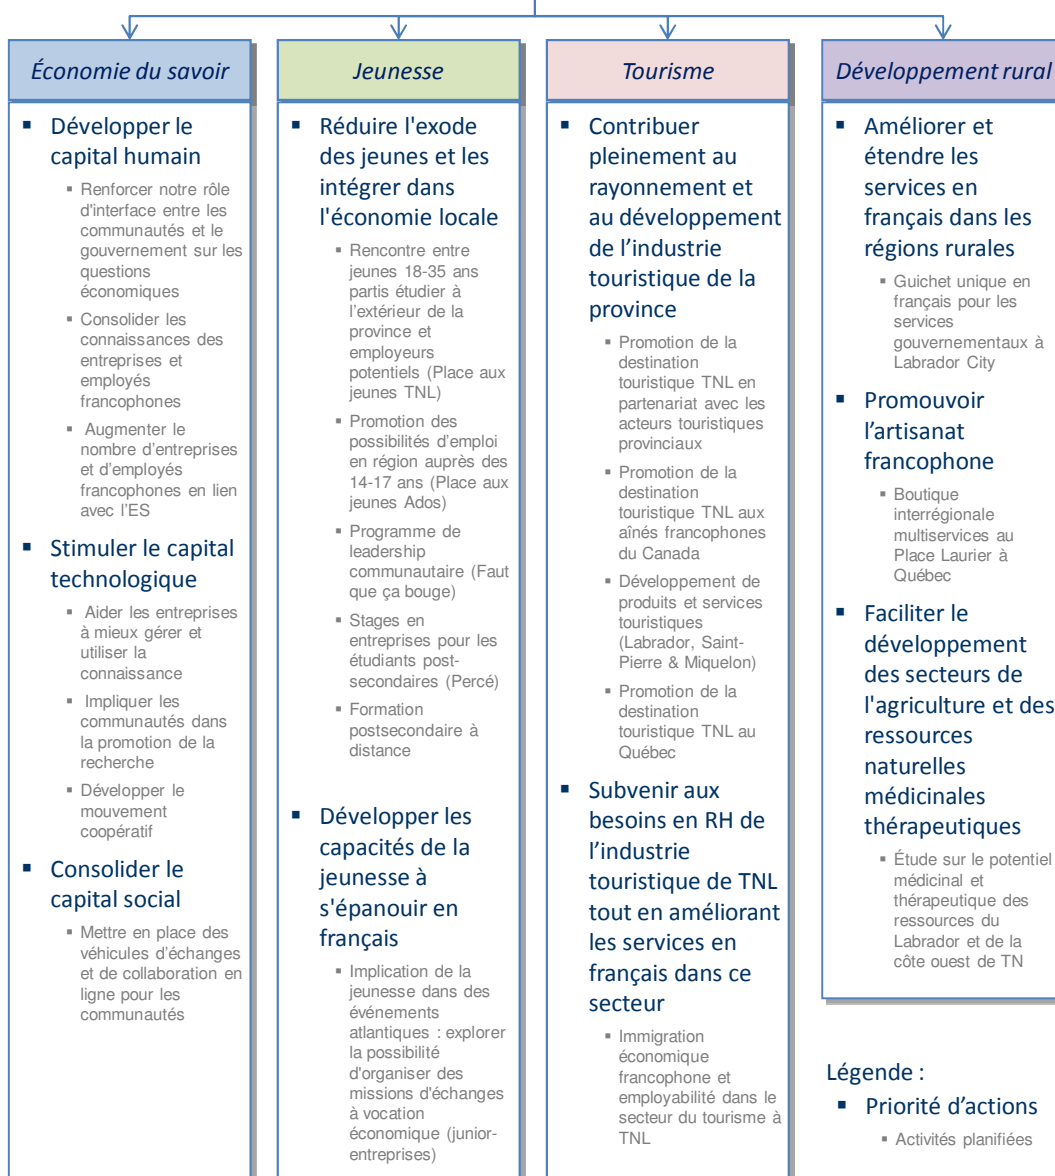 Économie du savoir
Développer le
capital humain
Renforcer notre rôle
d'interface entre les
communautés et le
gouvernement sur les
questions
économiques
Consolider les
connaissances des
entreprises et
employés
francophones
Augmenter le
nombre d'entreprises
et d'employés
francophones en lien
avec l'ES
Stimuler le capital
technologique
Aider les entreprises
à mieux gérer et
utiliser la
connaissance
Impliquer les
communautés dans
la promotion de la
recherche
Développer le
mouvement
coopératif
Consolider le
capital social
Mettre en place des
véhicules d'échanges
et de collaboration en
ligne pour les
communautés
Jeunesse
Réduire l'exode
des jeunes et les
intégrer dans
l'économie locale
Rencontre entre
jeunes 18-35 ans
partis étudier à
l'extérieur de la
province et
employeurs
potentiels (Place aux
jeunes TNL)
Promotion des
possibilités d'emploi
en région auprès des
14-17 ans (Place aux
jeunes Ados)
Programme de
leadership
communautaire (Faut
que ça bouge)
Stages en
entreprises pour les
étudiants post-
secondaires (Percé)
Formation
postsecondaire à
distance
Développer les
capacités de la
jeunesse à
s'épanouir en
français
Implication de la
jeunesse dans des
événements
atlantiques : explorer
la possibilité
d'organiser des
missions d'échanges
à vocation
économique (junior-
entreprises)
Tourisme
Contribuer
pleinement au
rayonnement et
au développement
de l’industrie
touristique de la
province
Promotion de la
destination
touristique TNL en
partenariat avec les
acteurs touristiques
provinciaux
Promotion de la
destination
touristique TNL aux
aînés francophones
du Canada
Développement de
produits et services
touristiques
(Labrador, Saint-
Pierre & Miquelon)
Promotion de la
destination
touristique TNL au
Québec
Subvenir aux
besoins en RH de
l’industrie
touristique de TNL
tout en améliorant
les services en
français dans ce
secteur
Immigration
économique
francophone et
employabilité dans le
secteur du tourisme à
TNL
Développement rural
Améliorer et
étendre les
services en
français dans les
régions rurales
Guichet unique en
français pour les
services
gouvernementaux à
Labrador City
Promouvoir
l’artisanat
francophone
Boutique
interrégionale
multiservices au
Place Laurier à
Québec
Faciliter le
développement
des secteurs de
l'agriculture et des
ressources
naturelles
médicinales
thérapeutiques
Étude sur le potentiel
médicinal et
thérapeutique des
ressources du
Labrador et de la
côte ouest de TN
Légende :
Priorité d’actions
Activités planifiées